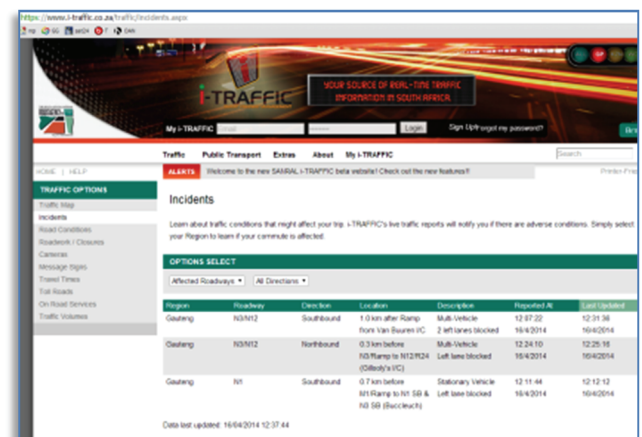 https://www.i-traffic.co.za/traffic/incidents.aspx
i-TRAFFIC
YOUR SOURCE OF REAL-TIME TRAFFIC
INFORMATION IN SOUTH AFRICA
My i-TRAFFIC
Login
Sign Up
Forgot my password?
Traffic Public Transport Extras About My i-TRAFFIC
Search
HOME | HELP
ALERTS Welcome to the new SANRAL i-TRAFFIC beta website! Check out the new features!!
TRAFFIC OPTIONS
Traffic Map
Incidents
Road Conditions
Roadwork / Closures
Cameras
Message Signs
Travel Times
Toll Roads
On Road Services
Traffic Volumes
Incidents
Learn about traffic conditions that might affect your trip. i-TRAFFIC's live traffic reports will notify you if there are adverse conditions. Simply select
your Region to learn if your commute is affected.
OPTIONS SELECT
Affected Roadways All Directions
Region Roadway Direction Location Description Reported At Last Updated
Gauteng N3/N12 Southbound 1.0 km after Ramp Multi-Vehicle 12:07:22 12:31:36
from Van Buuren I/C 2 left lanes blocked 16/4/2014 16/4/2014
Gauteng N3/N12 Northbound 0.3 km before Multi-Vehicle 12:24:10 12:25:16
N3/Ramp to N12/R24 Left lane blocked 16/4/2014 16/4/2014
(Gillooly's I/C)
Gauteng N1 Southbound 0.7 km before Stationary Vehicle 12:11:44 12:12:12
N1/Ramp to N1 SB & Left lane blocked 16/4/2014 16/4/2014
N3 SB (Buccleuch)
Data last updated: 16/04/2014 12:37:44